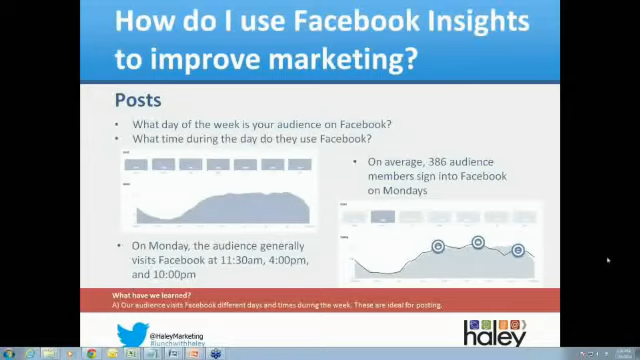 How do I use Facebook Insights
to improve marketing?
Posts
• What day of the week is your audience on Facebook?
• What time during the day do they use Facebook?
• On average, 386 audience
members sign into Facebook
on Mondays
• On Monday, the audience generally
visits Facebook at 11:30am, 4:00pm,
and 10:00pm
What have we learned?
A) Our audience visits Facebook different days and times during the week. These are ideal for posting.
@HaleyMarketing
#lunchwithhaley
haley